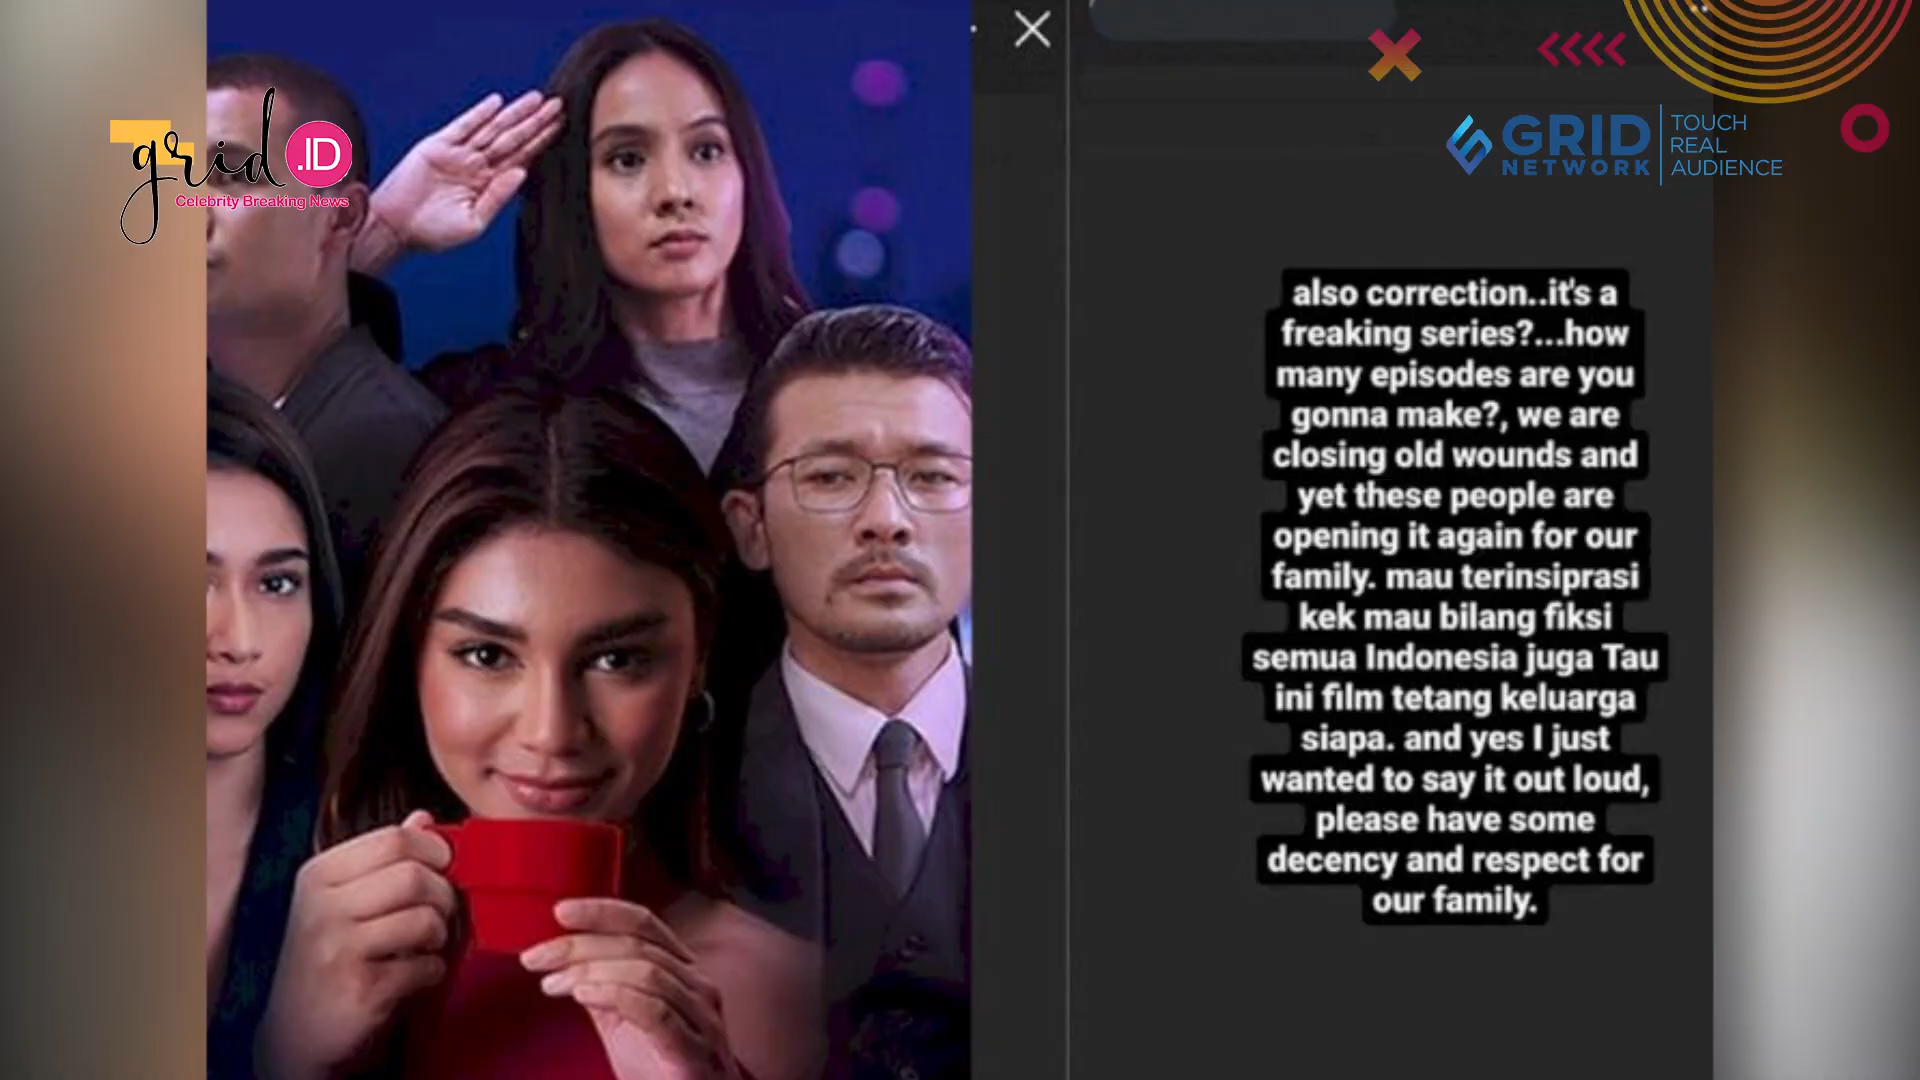 grid
.ID
Celebrity Breaking News
GRID
NETWORK
TOUCH
REAL
AUDIENCE
also correction..it's a
freaking series?...how
many episodes are you
gonna make?, we are
closing old wounds and
yet these people are
opening it again for our
family. mau terinsiprasi
kek mau bilang fiksi
semua Indonesia juga Tau
ini film tetang keluarga
siapa. and yes I just
wanted to say it out loud,
please have some
decency and respect for
our family.